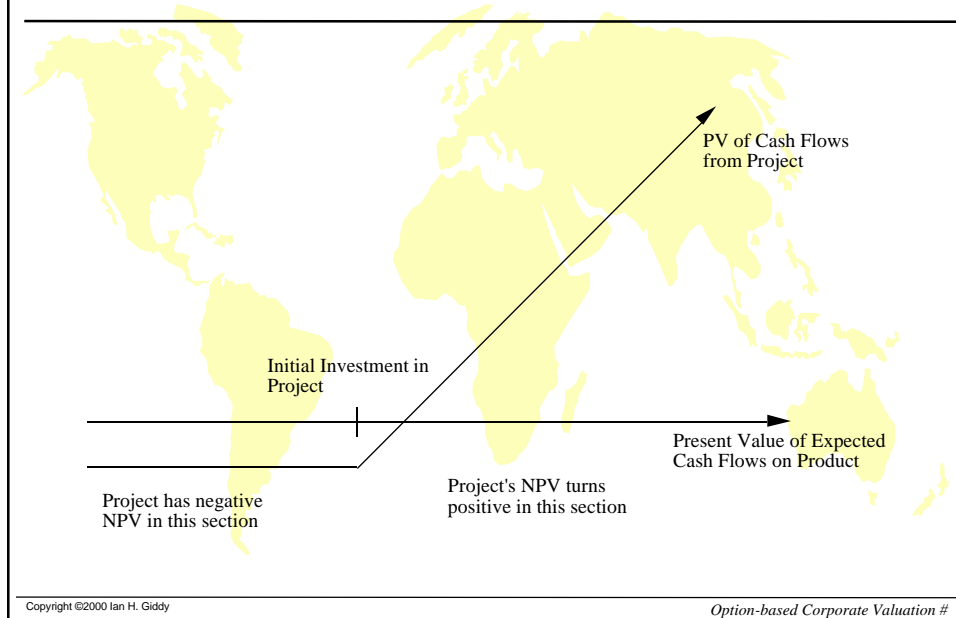 PV of Cash Flows
from Project
Initial Investment in
Project
Present Value of Expected
Cash Flows on Product
Project has negative
NPV in this section
Project's NPV turns
positive in this section
Copyright ©2000 Ian H. Giddy
Option-based Corporate Valuation #